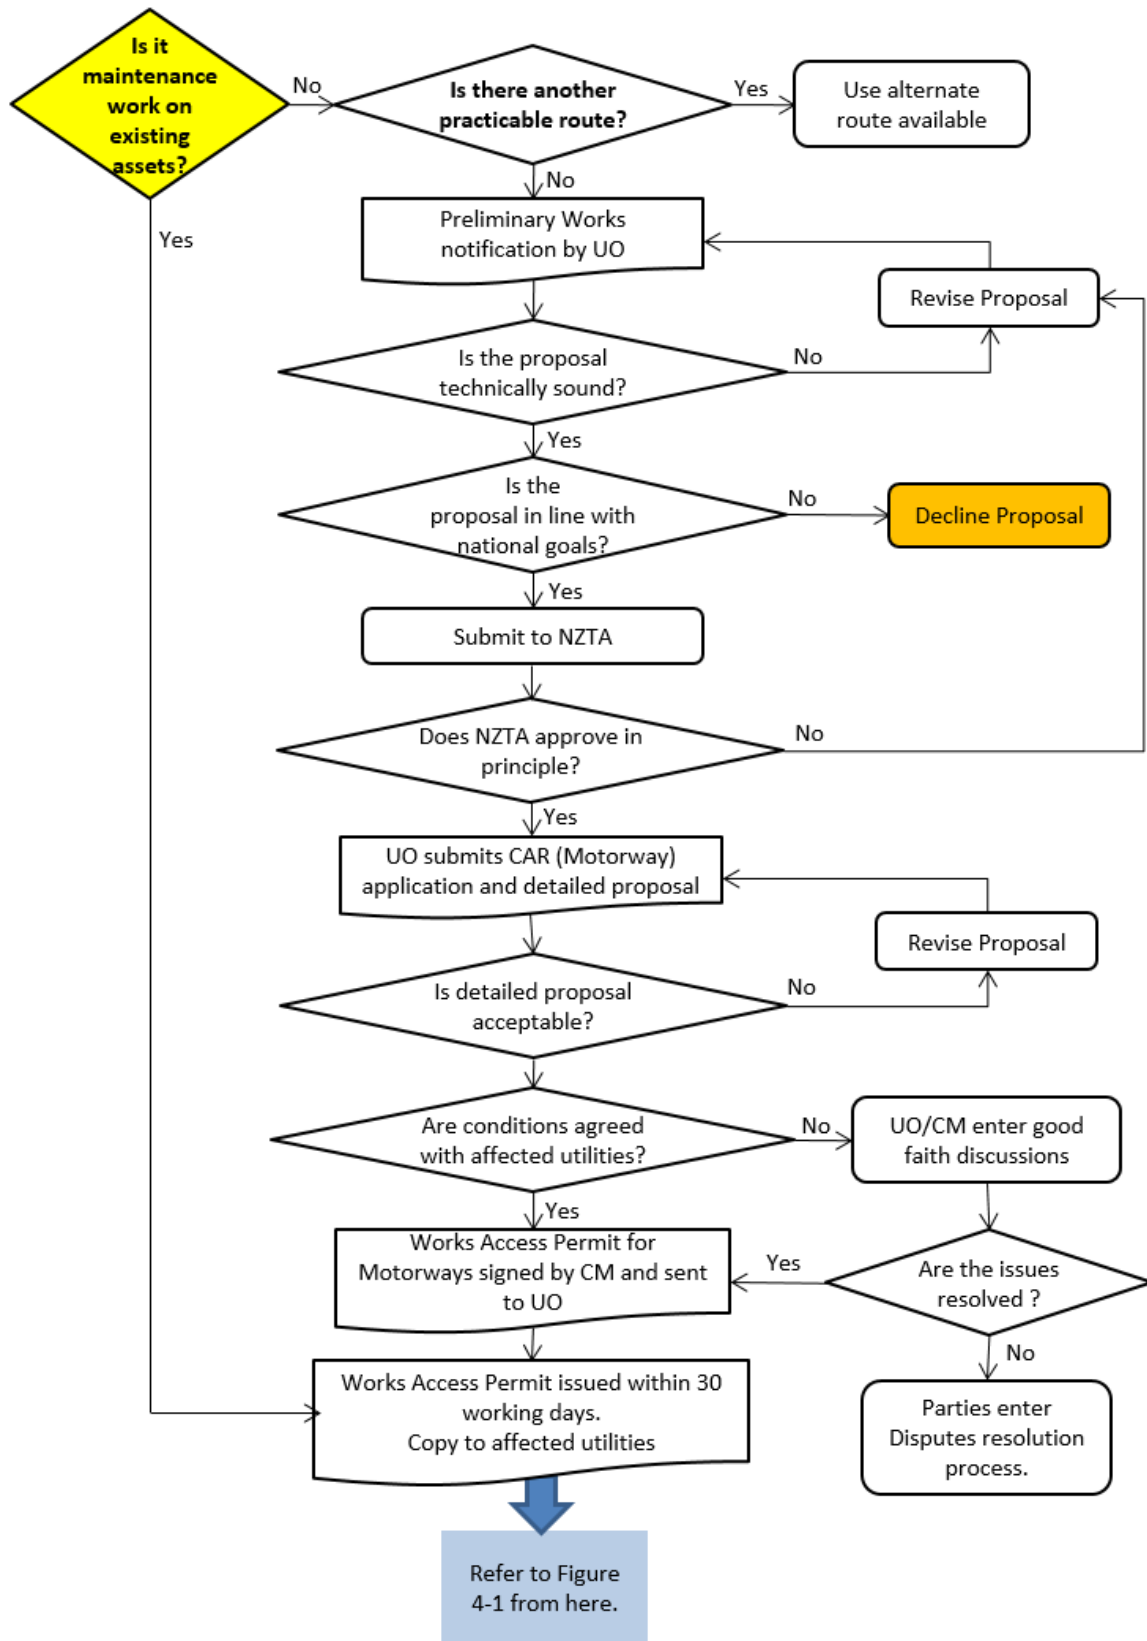 Is it
maintenance
work on
existing
assets?
No
Is there another
practicable route?
Yes
Use alternate
route available
No
Yes
Preliminary Works
notification by UO
Revise Proposal
Is the proposal
technically sound?
No
Yes
Is the
proposal in line with
national goals?
No
Decline Proposal
Yes
Submit to NZTA
Does NZTA approve in
principle?
No
Yes
UO submits CAR (Motorway)
application and detailed proposal
Revise Proposal
Is detailed proposal
acceptable?
No
Are conditions agreed
with affected utilities?
No
UO/CM enter good
faith discussions
Yes
Works Access Permit for
Motorways signed by CM and sent
to UO
Yes
Are the issues
resolved ?
No
Works Access Permit issued within 30
working days.
Copy to affected utilities
Parties enter
Disputes resolution
process.
Refer to Figure
4-1 from here.